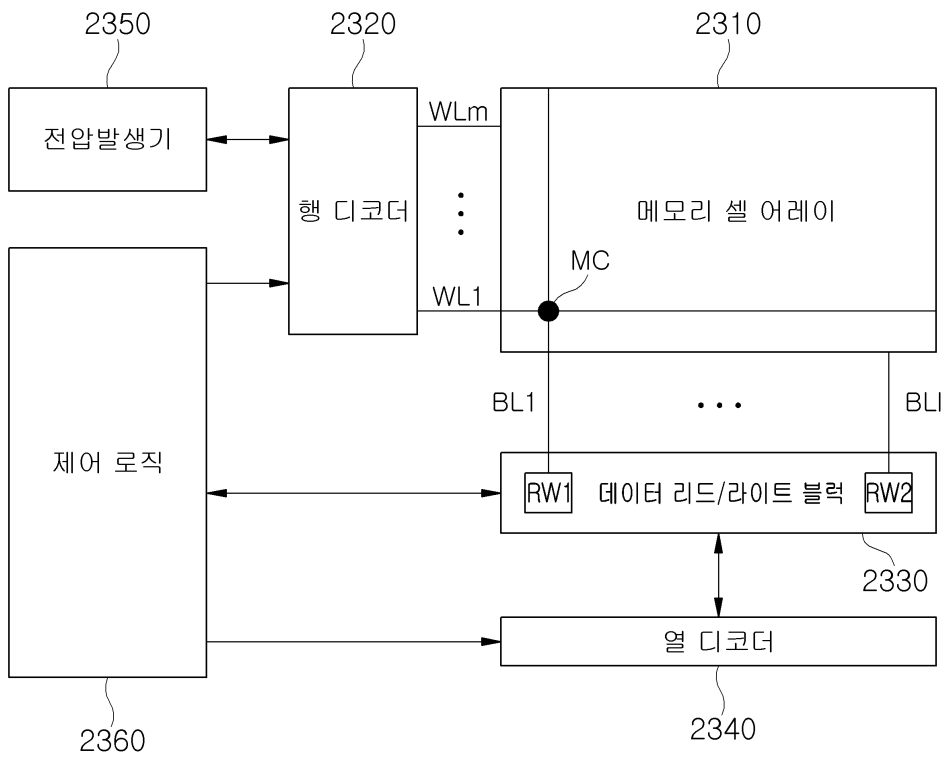 2350
2320
2310
전압발생기
행 디코더
WLm
메모리 셀 어레이
MC
WL1
BL1
BLl
제어 로직
RW1
데이터 리드/라이트 블럭
RW2
2330
열 디코더
2360
2340